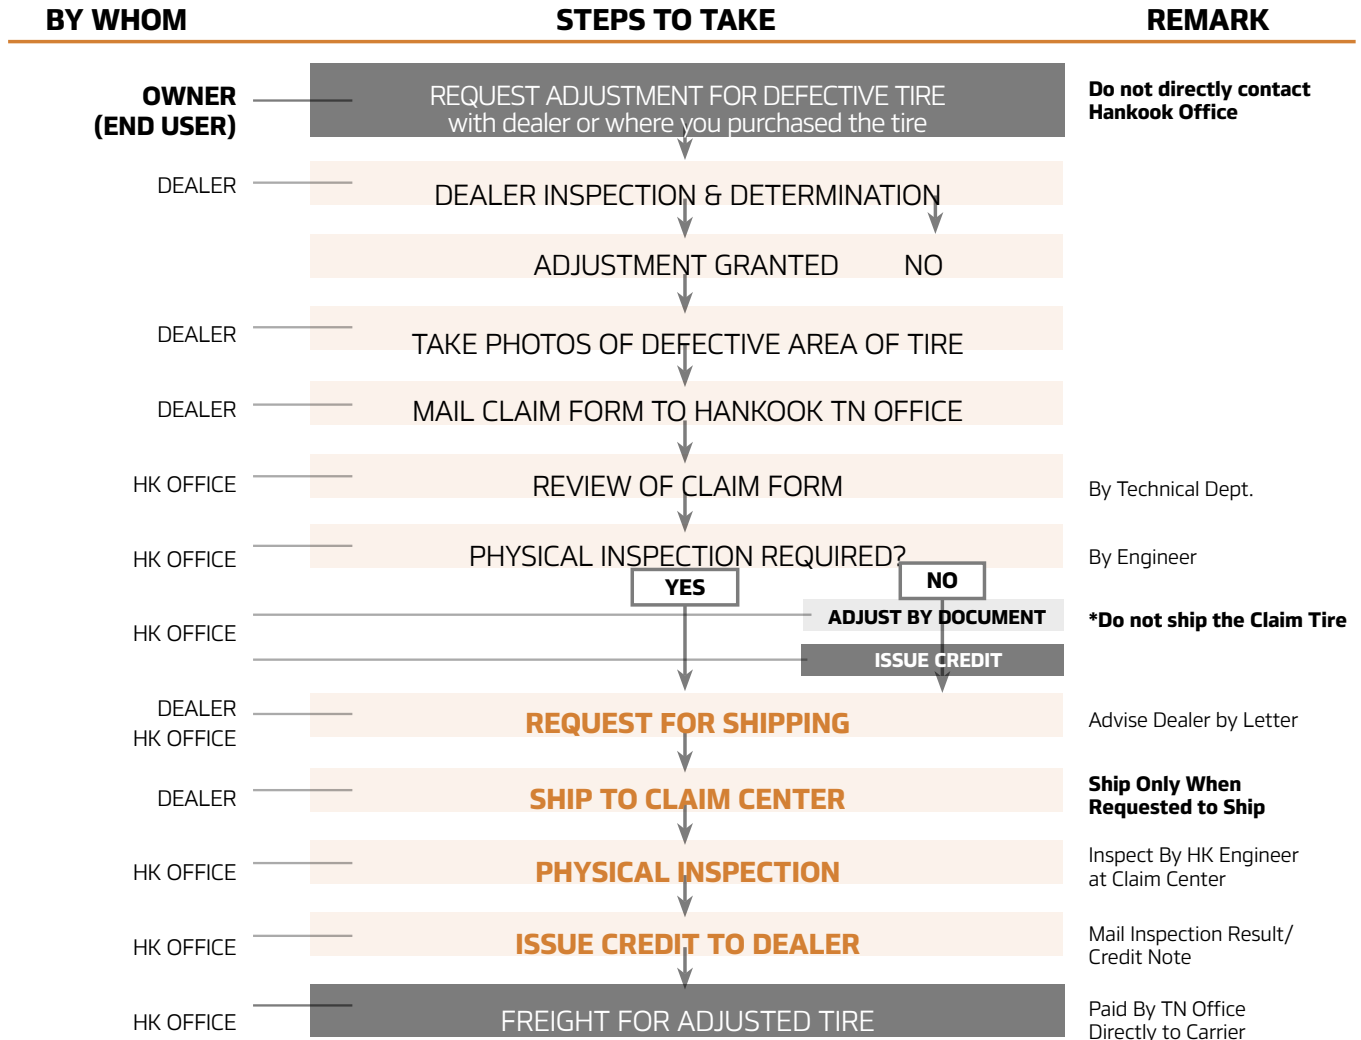 BY WHOM STEPS TO TAKE REMARK
OWNER
(END USER)
REQUEST ADJUSTMENT FOR DEFECTIVE TIRE
with dealer or where you purchased the tire
Do not directly contact
Hankook Office
DEALER
DEALER INSPECTION & DETERMINATION
ADJUSTMENT GRANTED NO
DEALER
TAKE PHOTOS OF DEFECTIVE AREA OF TIRE
DEALER
MAIL CLAIM FORM TO HANKOOK TN OFFICE
HK OFFICE
REVIEW OF CLAIM FORM
By Technical Dept.
HK OFFICE
PHYSICAL INSPECTION REQUIRED?
By Engineer
YES
NO
HK OFFICE
ADJUST BY DOCUMENT
*Do not ship the Claim Tire
ISSUE CREDIT
DEALER
HK OFFICE
REQUEST FOR SHIPPING
Advise Dealer by Letter
DEALER
SHIP TO CLAIM CENTER
Ship Only When
Requested to Ship
HK OFFICE
PHYSICAL INSPECTION
Inspect By HK Engineer
at Claim Center
HK OFFICE
ISSUE CREDIT TO DEALER
Mail Inspection Result/
Credit Note
HK OFFICE
FREIGHT FOR ADJUSTED TIRE
Paid By TN Office
Directly to Carrier